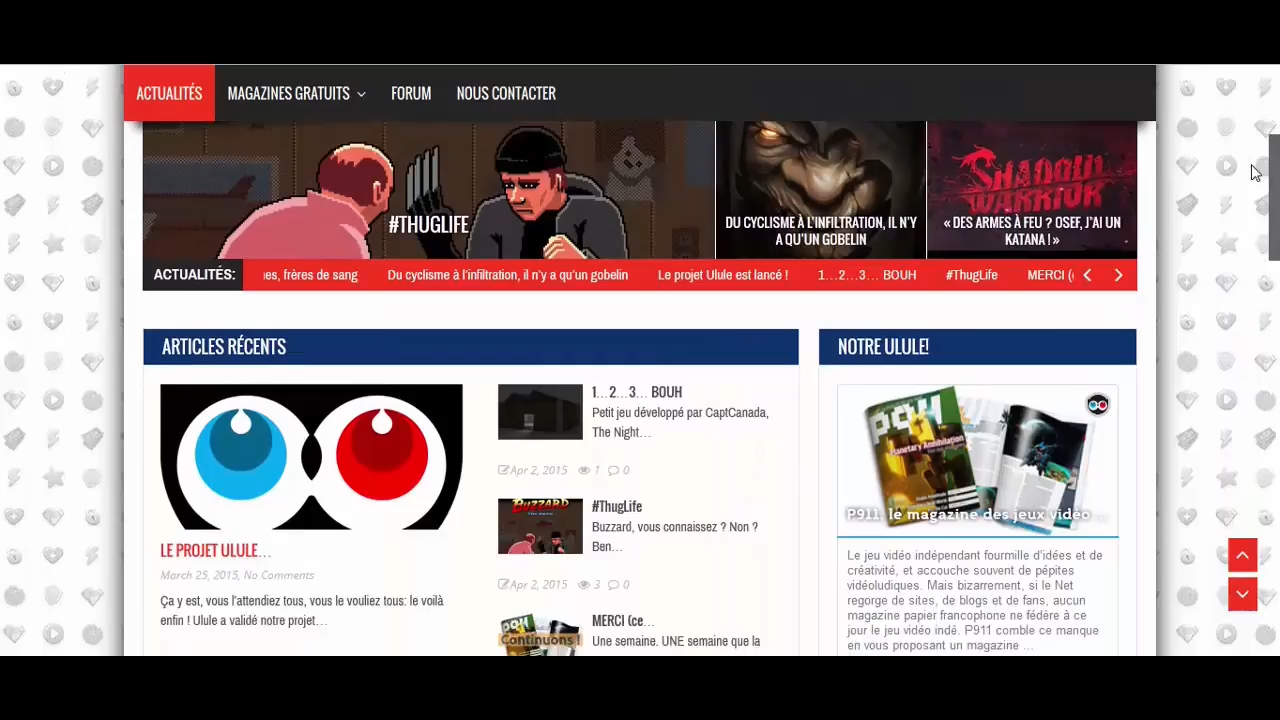 ACTUALITÉS
MAGAZINES GRATUITS
FORUM
NOUS CONTACTER
#THUGLIFE
DU CYCLISME À L'INFILTRATION, IL N'Y
A QU'UN GOBELIN
SHADOW
WARRIOR
« DES ARMES À FEU ? OSEF, J'AI UN
KATANA ! »
ACTUALITÉS:
es, frères de sang
Du cyclisme à l'infiltration, il n'y a qu'un gobelin
Le projet Ulule est lancé !
1…2…3… BOUH
#ThugLife
MERCI (
ARTICLES RÉCENTS
LE PROJET ULULE…
March 25, 2015, No Comments
Ça y est, vous l'attendiez tous, vous le vouliez tous: le voilà
enfin ! Ulule a validé notre projet…
1…2…3… BOUH
Petit jeu développé par CaptCanada,
The Night…
Apr 2, 2015 1 0
BUZZARD
#ThugLife
Buzzard, vous connaissez ? Non ?
Ben…
Apr 2, 2015 3 0
P911
Continuons !
MERCI (ce…
Une semaine. UNE semaine que la
NOTRE ULULE!
P911
Planetary Annihilation
P911, le magazine des jeux vidéo ...
Le jeu vidéo indépendant fourmille d'idées et de
créativité, et accouche souvent de pépites
vidéoludiques. Mais bizarrement, si le Net
regorge de sites, de blogs et de fans, aucun
magazine papier francophone ne fédère à ce
jour le jeu vidéo indé. P911 comble ce manque
en vous proposant un magazine ...